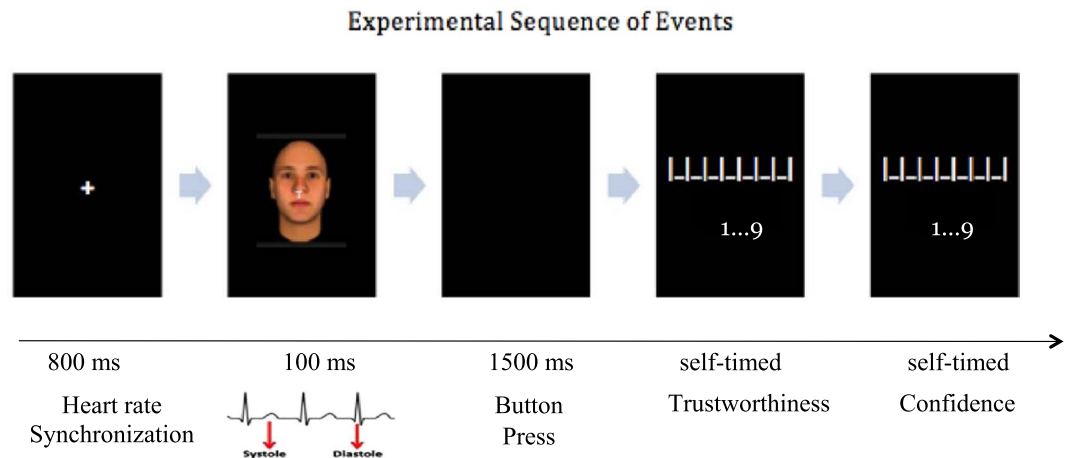 Experimental Sequence of Events
1...9
1...9
800 ms
100 ms
1500 ms
self-timed
self-timed
Heart rate
Synchronization
Systole
Diastole
Button
Press
Trustworthiness
Confidence